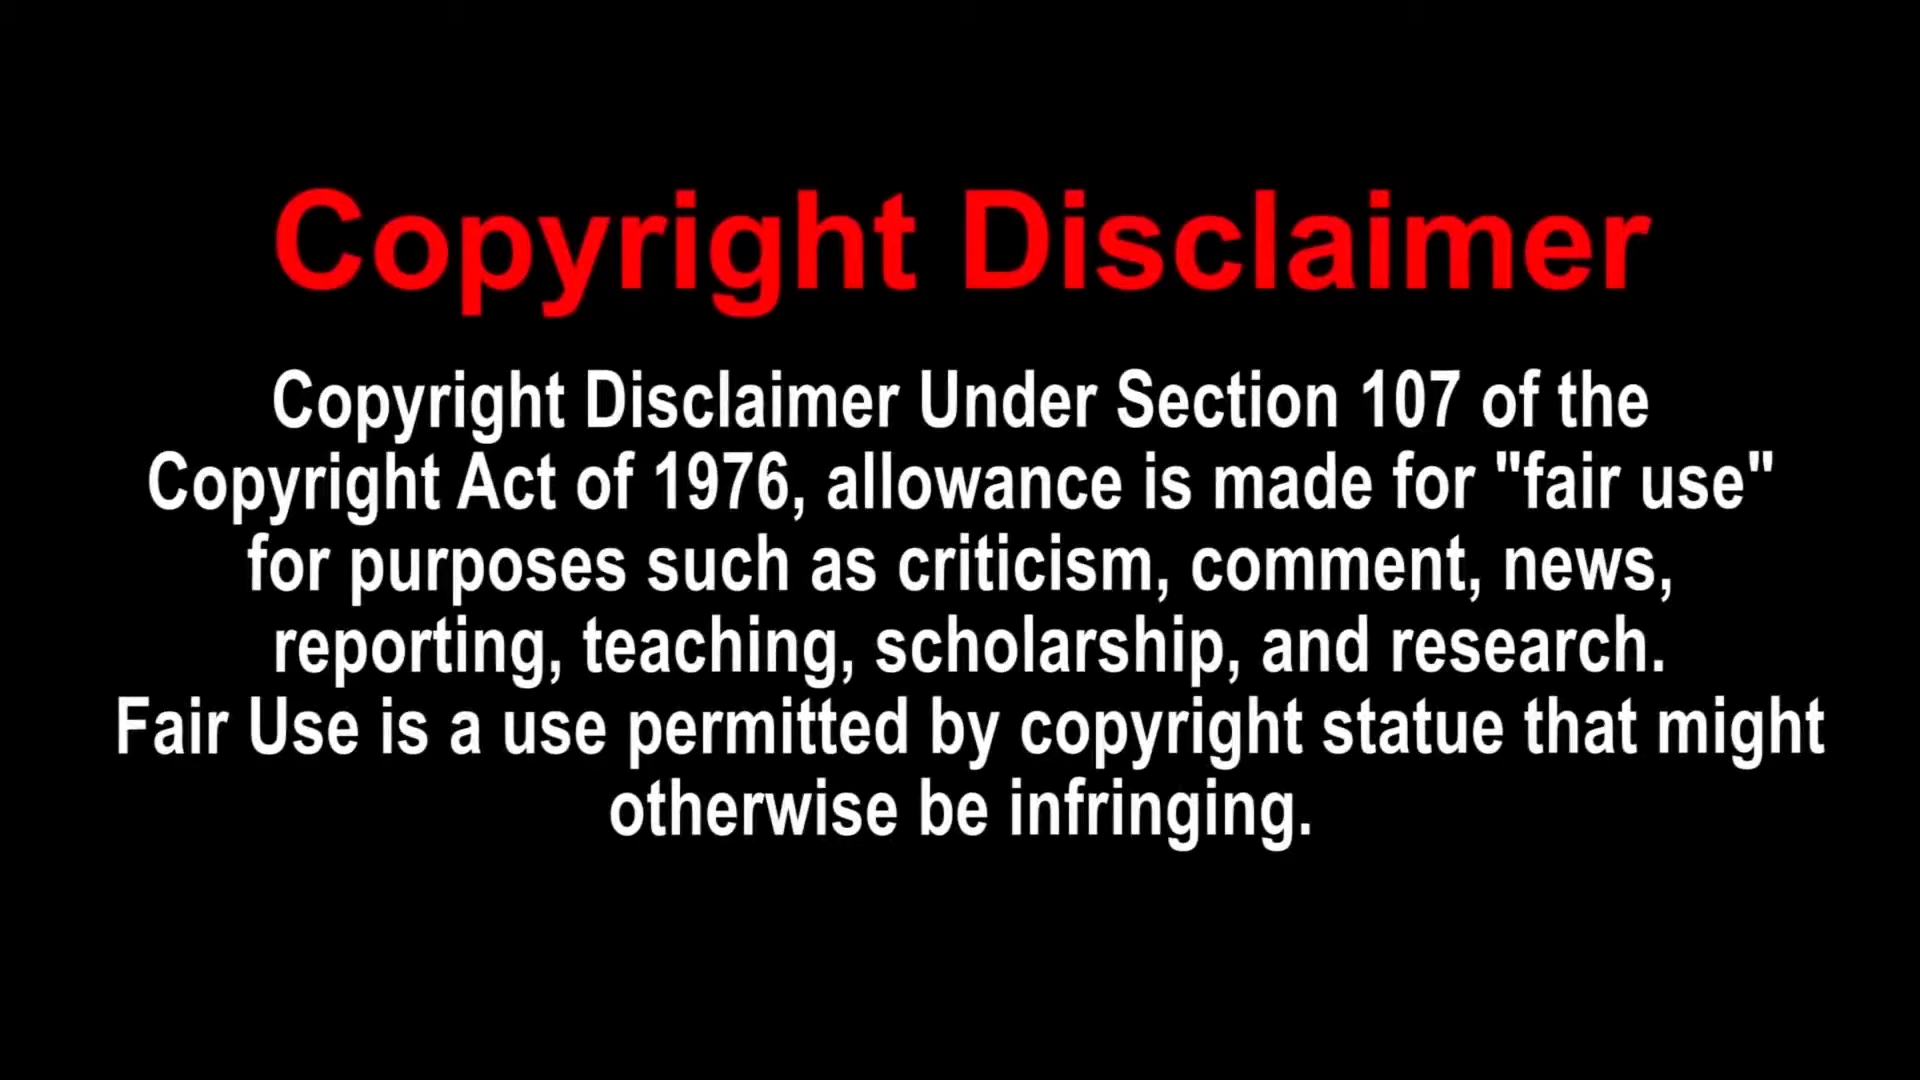 Copyright Disclaimer
Copyright Disclaimer Under Section 107 of the
Copyright Act of 1976, allowance is made for "fair use"
for purposes such as criticism, comment, news,
reporting, teaching, scholarship, and research.
Fair Use is a use permitted by copyright statue that might
otherwise be infringing.